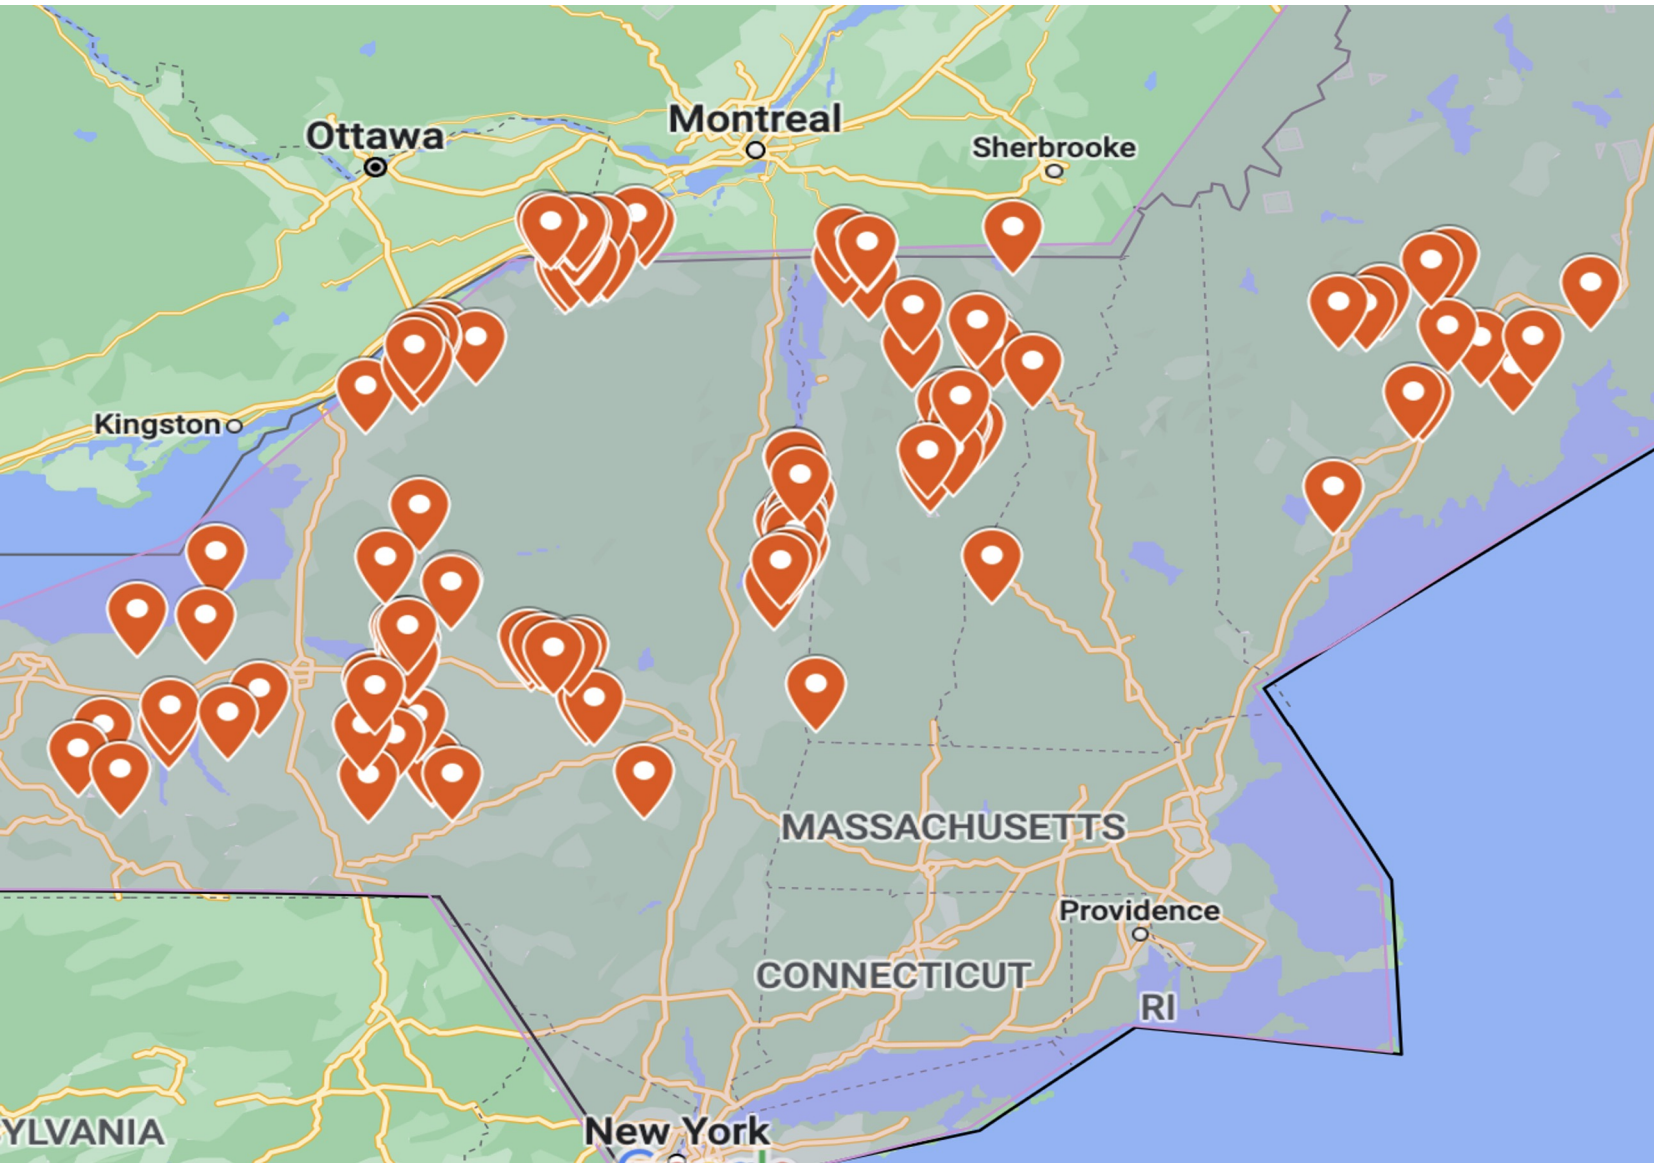 Ottawa
Montreal
Sherbrooke
Kingston
MASSACHUSETTS
Providence
CONNECTICUT
RI
YLVANIA
New York